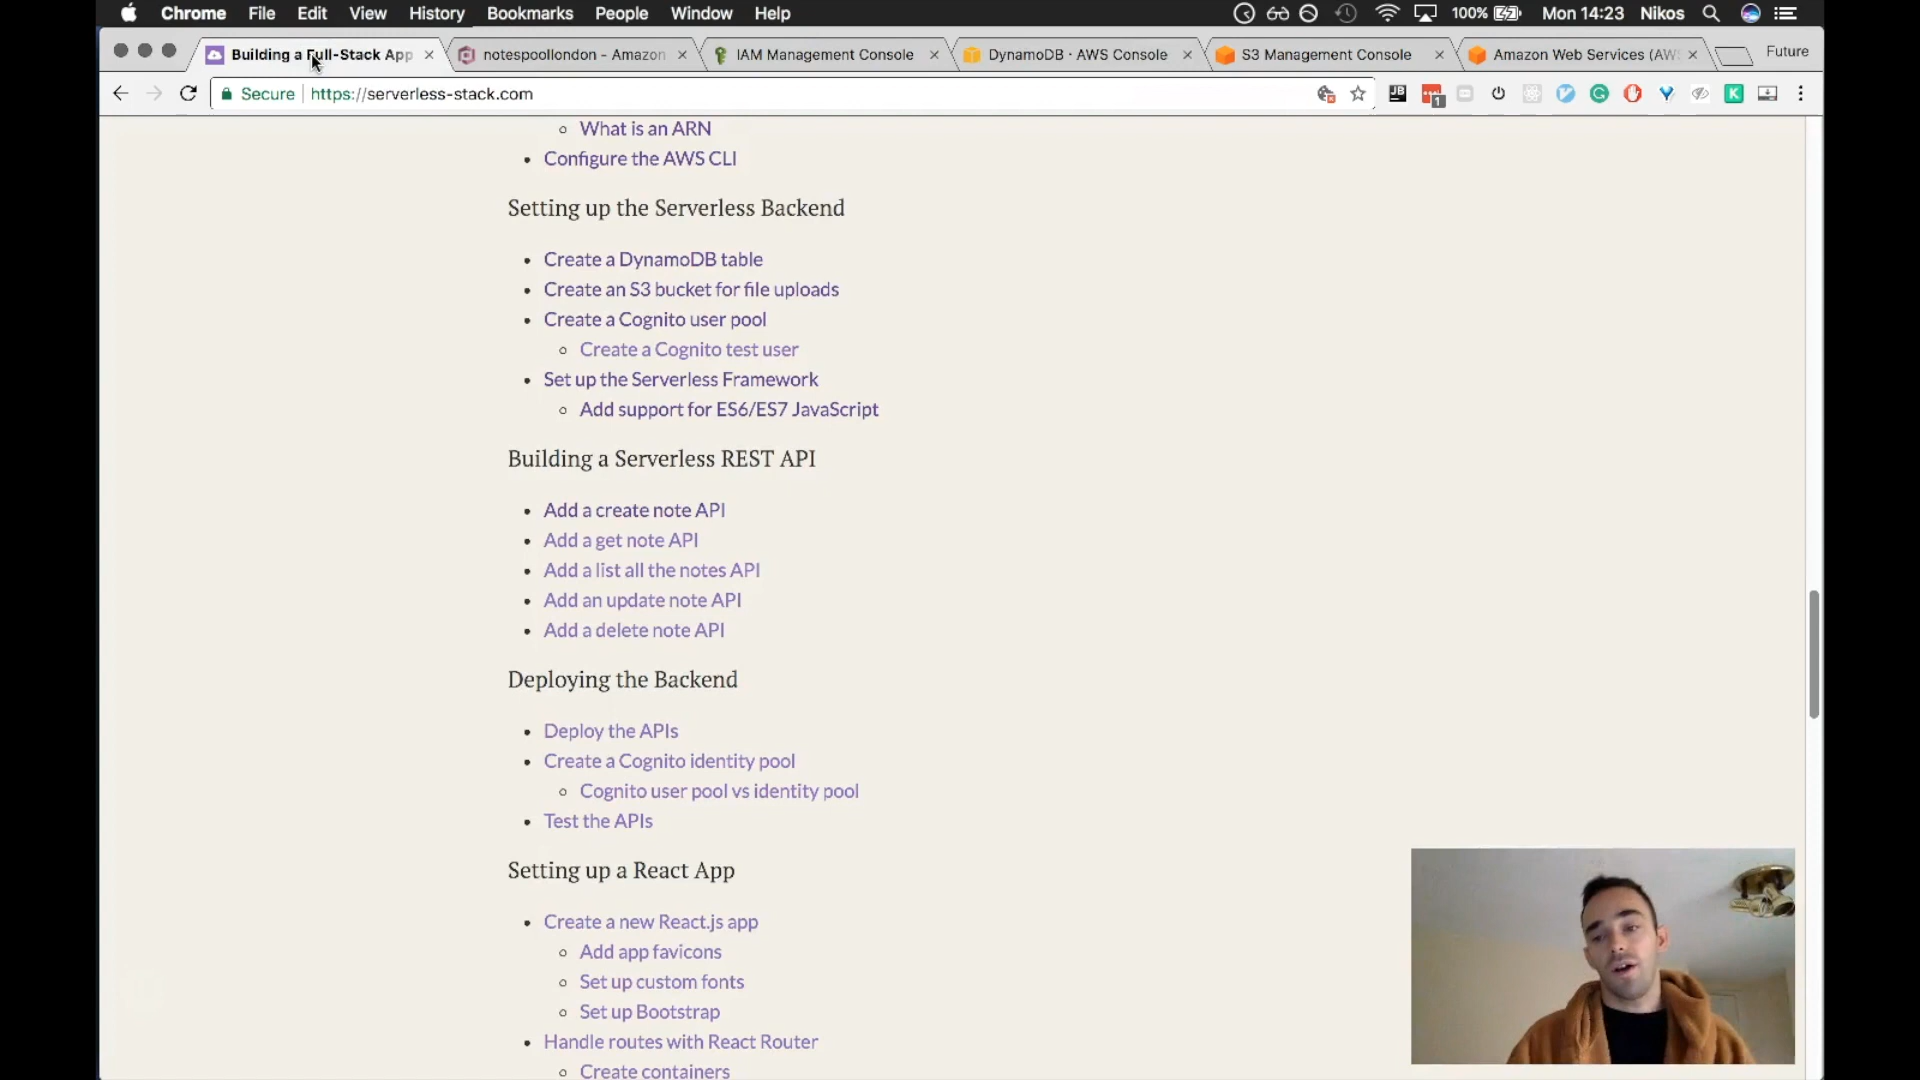 Chrome File Edit View History Bookmarks People Window Help 100% Mon 14:23 Nikos
Building a Full-Stack App notespoollondon - Amazon IAM Management Console DynamoDB · AWS Console S3 Management Console Amazon Web Services (AWS Future
Secure https://serverless-stack.com JB 1 K
What is an ARN
Configure the AWS CLI
Setting up the Serverless Backend
Create a DynamoDB table
Create an S3 bucket for file uploads
Create a Cognito user pool
Create a Cognito test user
Set up the Serverless Framework
Add support for ES6/ES7 JavaScript
Building a Serverless REST API
Add a create note API
Add a get note API
Add a list all the notes API
Add an update note API
Add a delete note API
Deploying the Backend
Deploy the APIs
Create a Cognito identity pool
Cognito user pool vs identity pool
Test the APIs
Setting up a React App
Create a new React.js app
Add app favicons
Set up custom fonts
Set up Bootstrap
Handle routes with React Router
Create containers